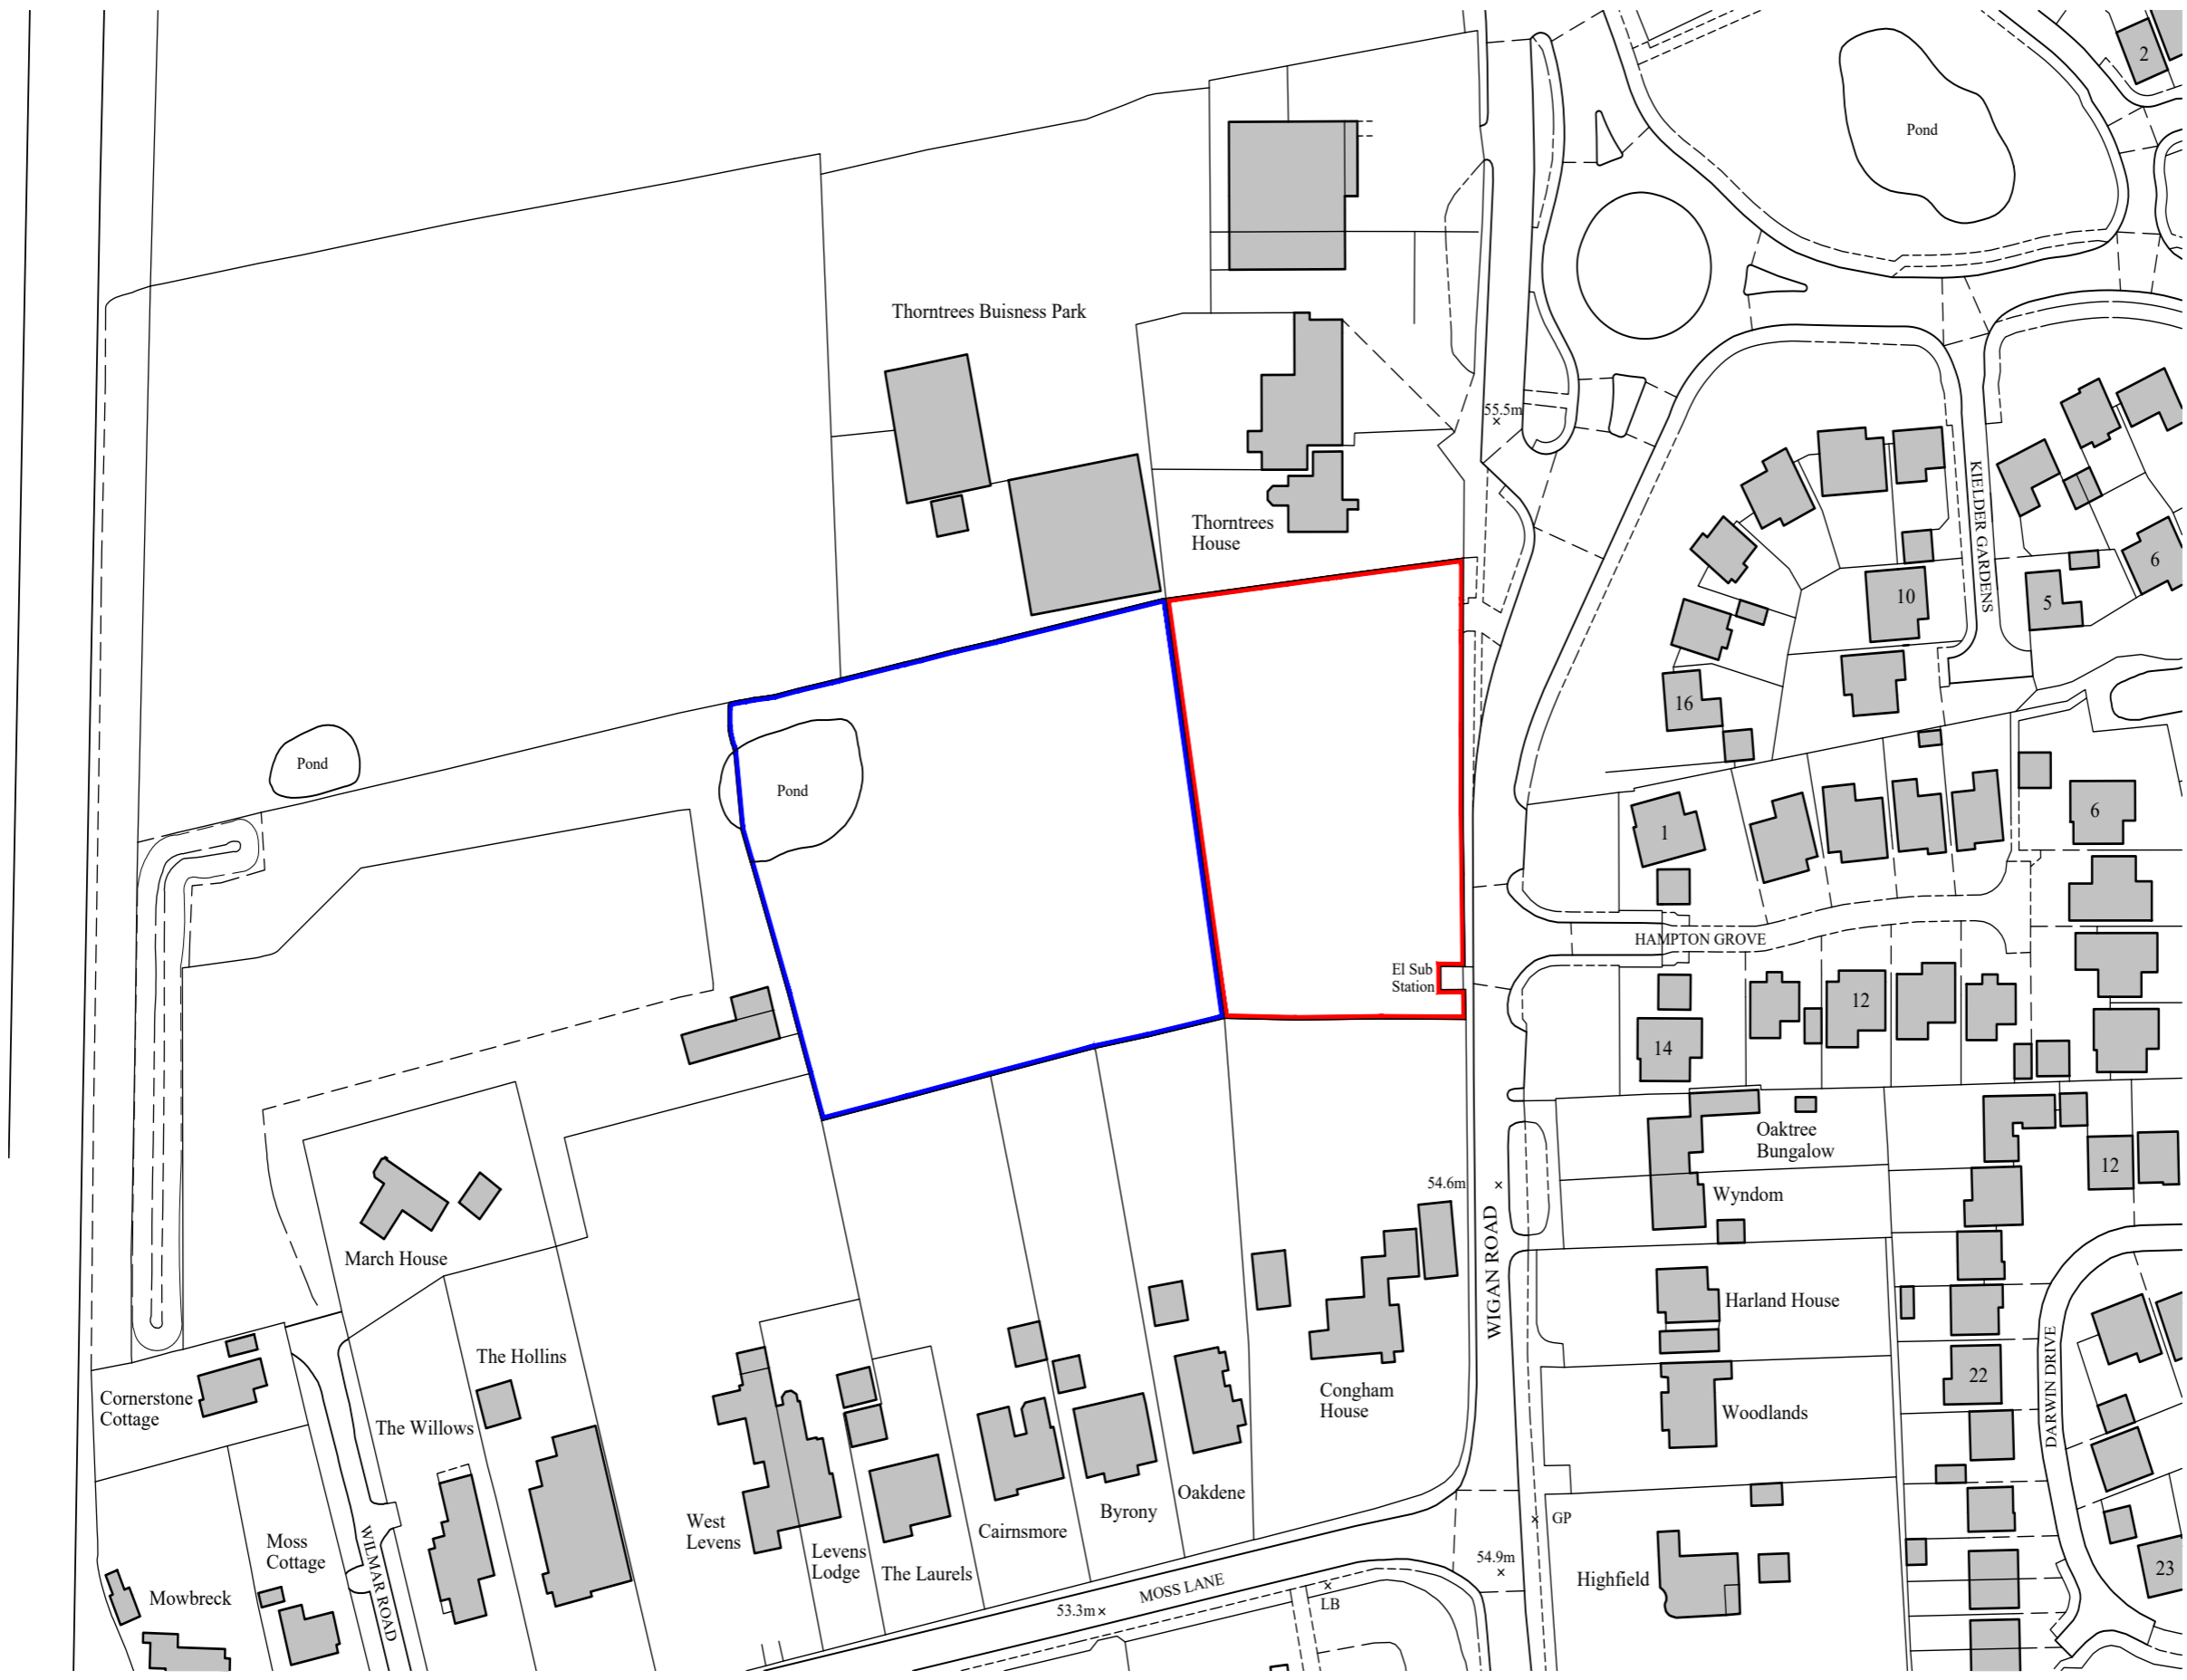 2
Pond
Thorntrees Buisness Park
55.5m
KIELDER GARDENS
Thorntrees
House
6
10
5
16
Pond
Pond
6
1
HAMPTON GROVE
El Sub
Station
12
14
Oaktree
Bungalow
12
54.6m
Wyndom
WIGAN ROAD
March House
Harland House
The Hollins
DARWIN DRIVE
22
Cornerstone
Cottage
Congham
House
The Willows
Woodlands
Oakdene
Byrony
West
Levens
Cairnsmore
GP
Moss
Cottage
Levens
Lodge
The Laurels
54.9m
Highfield
23
WILMAR ROAD
Mowbreck
MOSS LANE
53.3m
LB